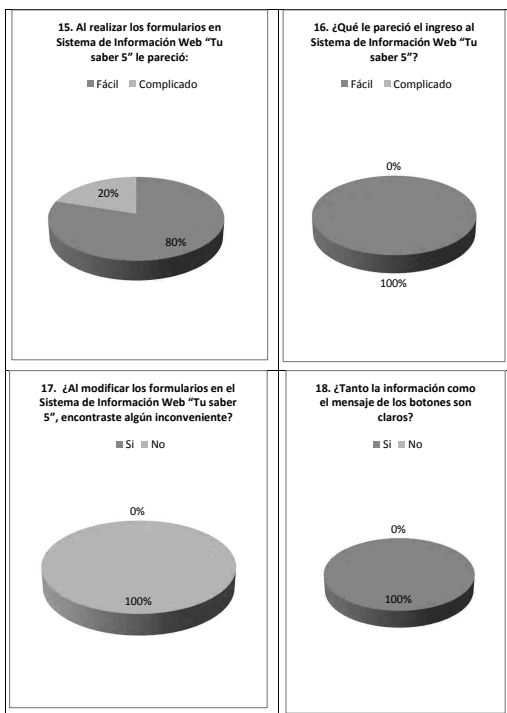 15. Al realizar los formularios en
Sistema de Información Web “Tu
saber 5” le pareció:
Fácil Complicado
20%
80%
16. ¿Qué le pareció el ingreso al
Sistema de Información Web “Tu
saber 5”?
Fácil Complicado
0%
100%
17. ¿Al modificar los formularios en el
Sistema de Información Web “Tu saber
5”, encontraste algún inconveniente?
Si No
0%
100%
18. ¿Tanto la información como
el mensaje de los botones son
claros?
Si No
0%
100%